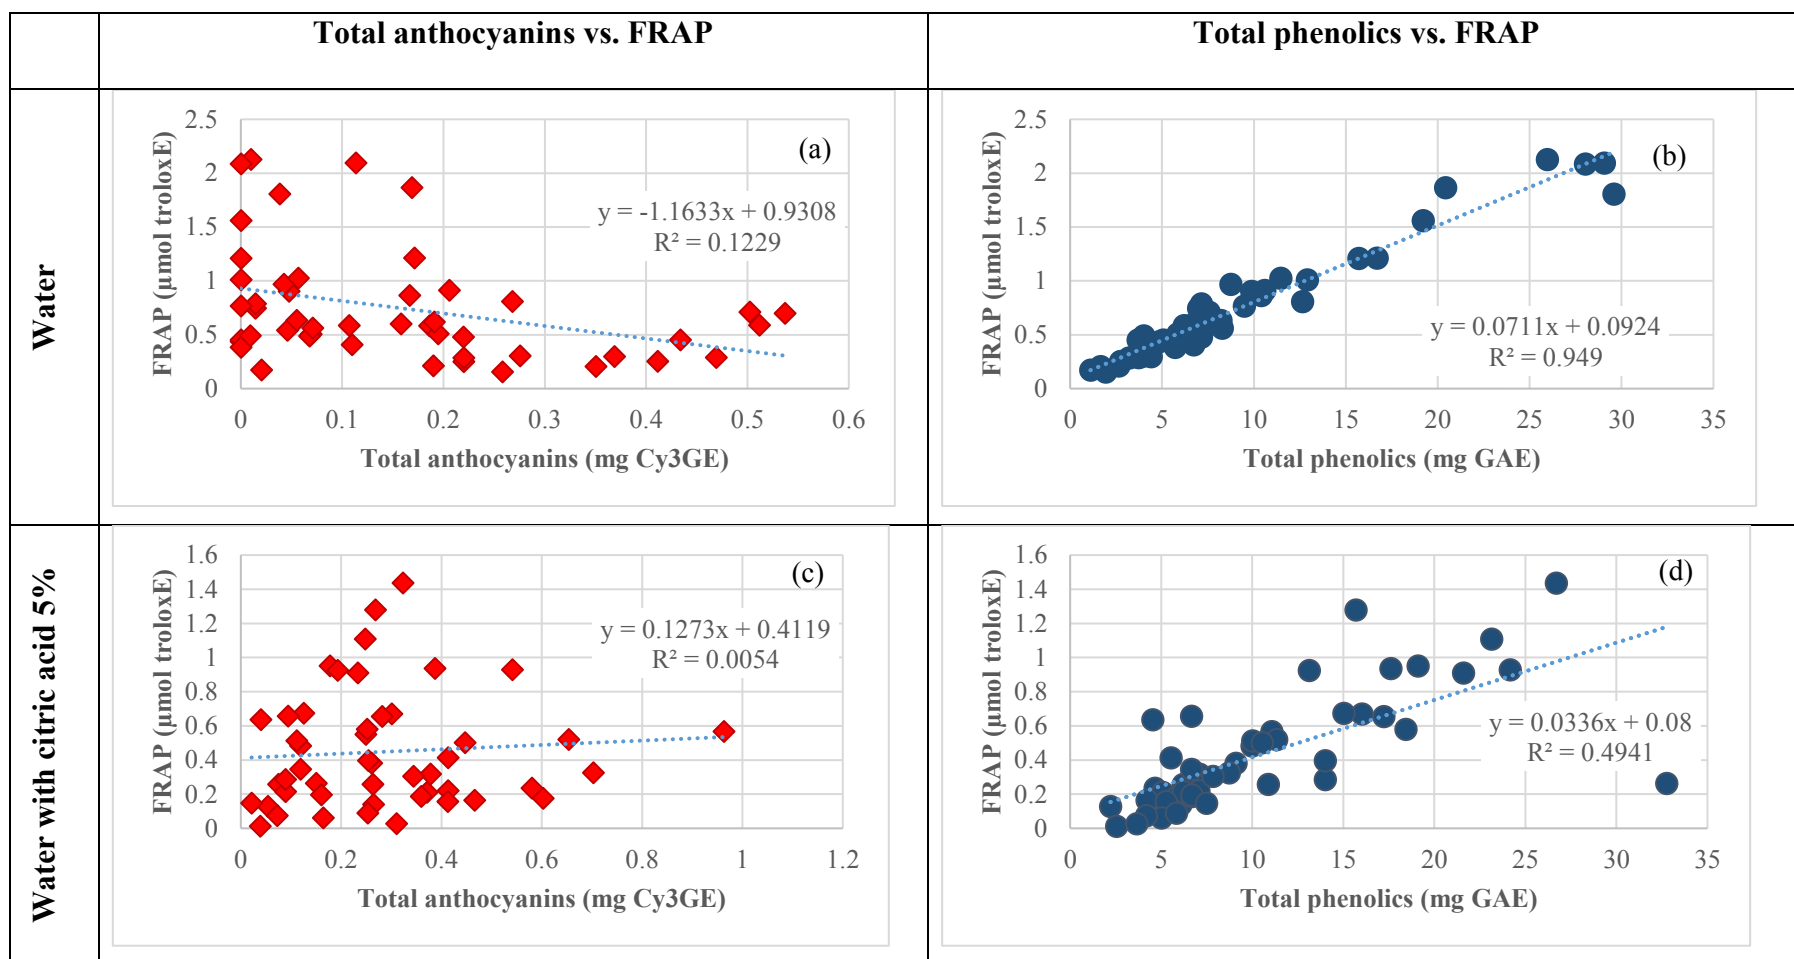 Total anthocyanins vs. FRAP
Total phenolics vs. FRAP
Water
FRAP (µmol troloxE)
2.5
2
1.5
1
0.5
0
(a)
y = -1.1633x + 0.9308
R² = 0.1229
0 0.1 0.2 0.3 0.4 0.5 0.6
Total anthocyanins (mg Cy3GE)
FRAP (µmol troloxE)
2.5
2
1.5
1
0.5
0
(b)
y = 0.0711x + 0.0924
R² = 0.949
0 5 10 15 20 25 30 35
Total phenolics (mg GAE)
Water with citric acid 5%
FRAP (µmol troloxE)
1.6
1.4
1.2
1
0.8
0.6
0.4
0.2
0
(c)
y = 0.1273x + 0.4119
R² = 0.0054
0 0.2 0.4 0.6 0.8 1 1.2
Total anthocyanins (mg Cy3GE)
FRAP (µmol troloxE)
1.6
1.4
1.2
1
0.8
0.6
0.4
0.2
0
(d)
y = 0.0336x + 0.08
R² = 0.4941
0 5 10 15 20 25 30 35
Total phenolics (mg GAE)